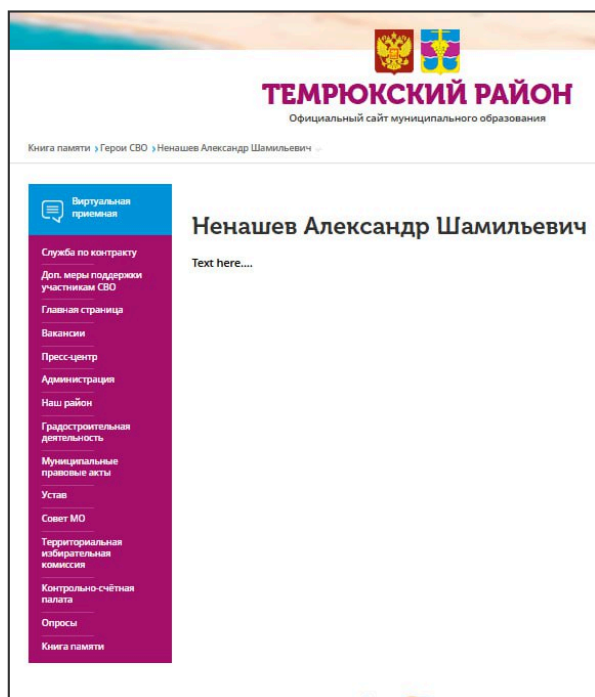 ТЕМРЮКСКИЙ РАЙОН
Официальный сайт муниципального образования
Книга памяти › Герои СВО › Ненашев Александр Шамильевич
Виртуальная
приемная
Ненашев Александр Шамильевич
Text here....
Служба по контракту
Доп. меры поддержки
участникам СВО
Главная страница
Вакансии
Пресс-центр
Администрация
Наш район
Градостроительная
деятельность
Муниципальные
правовые акты
Устав
Совет МО
Территориальная
избирательная
комиссия
Контрольно-счётная
палата
Опросы
Книга памяти